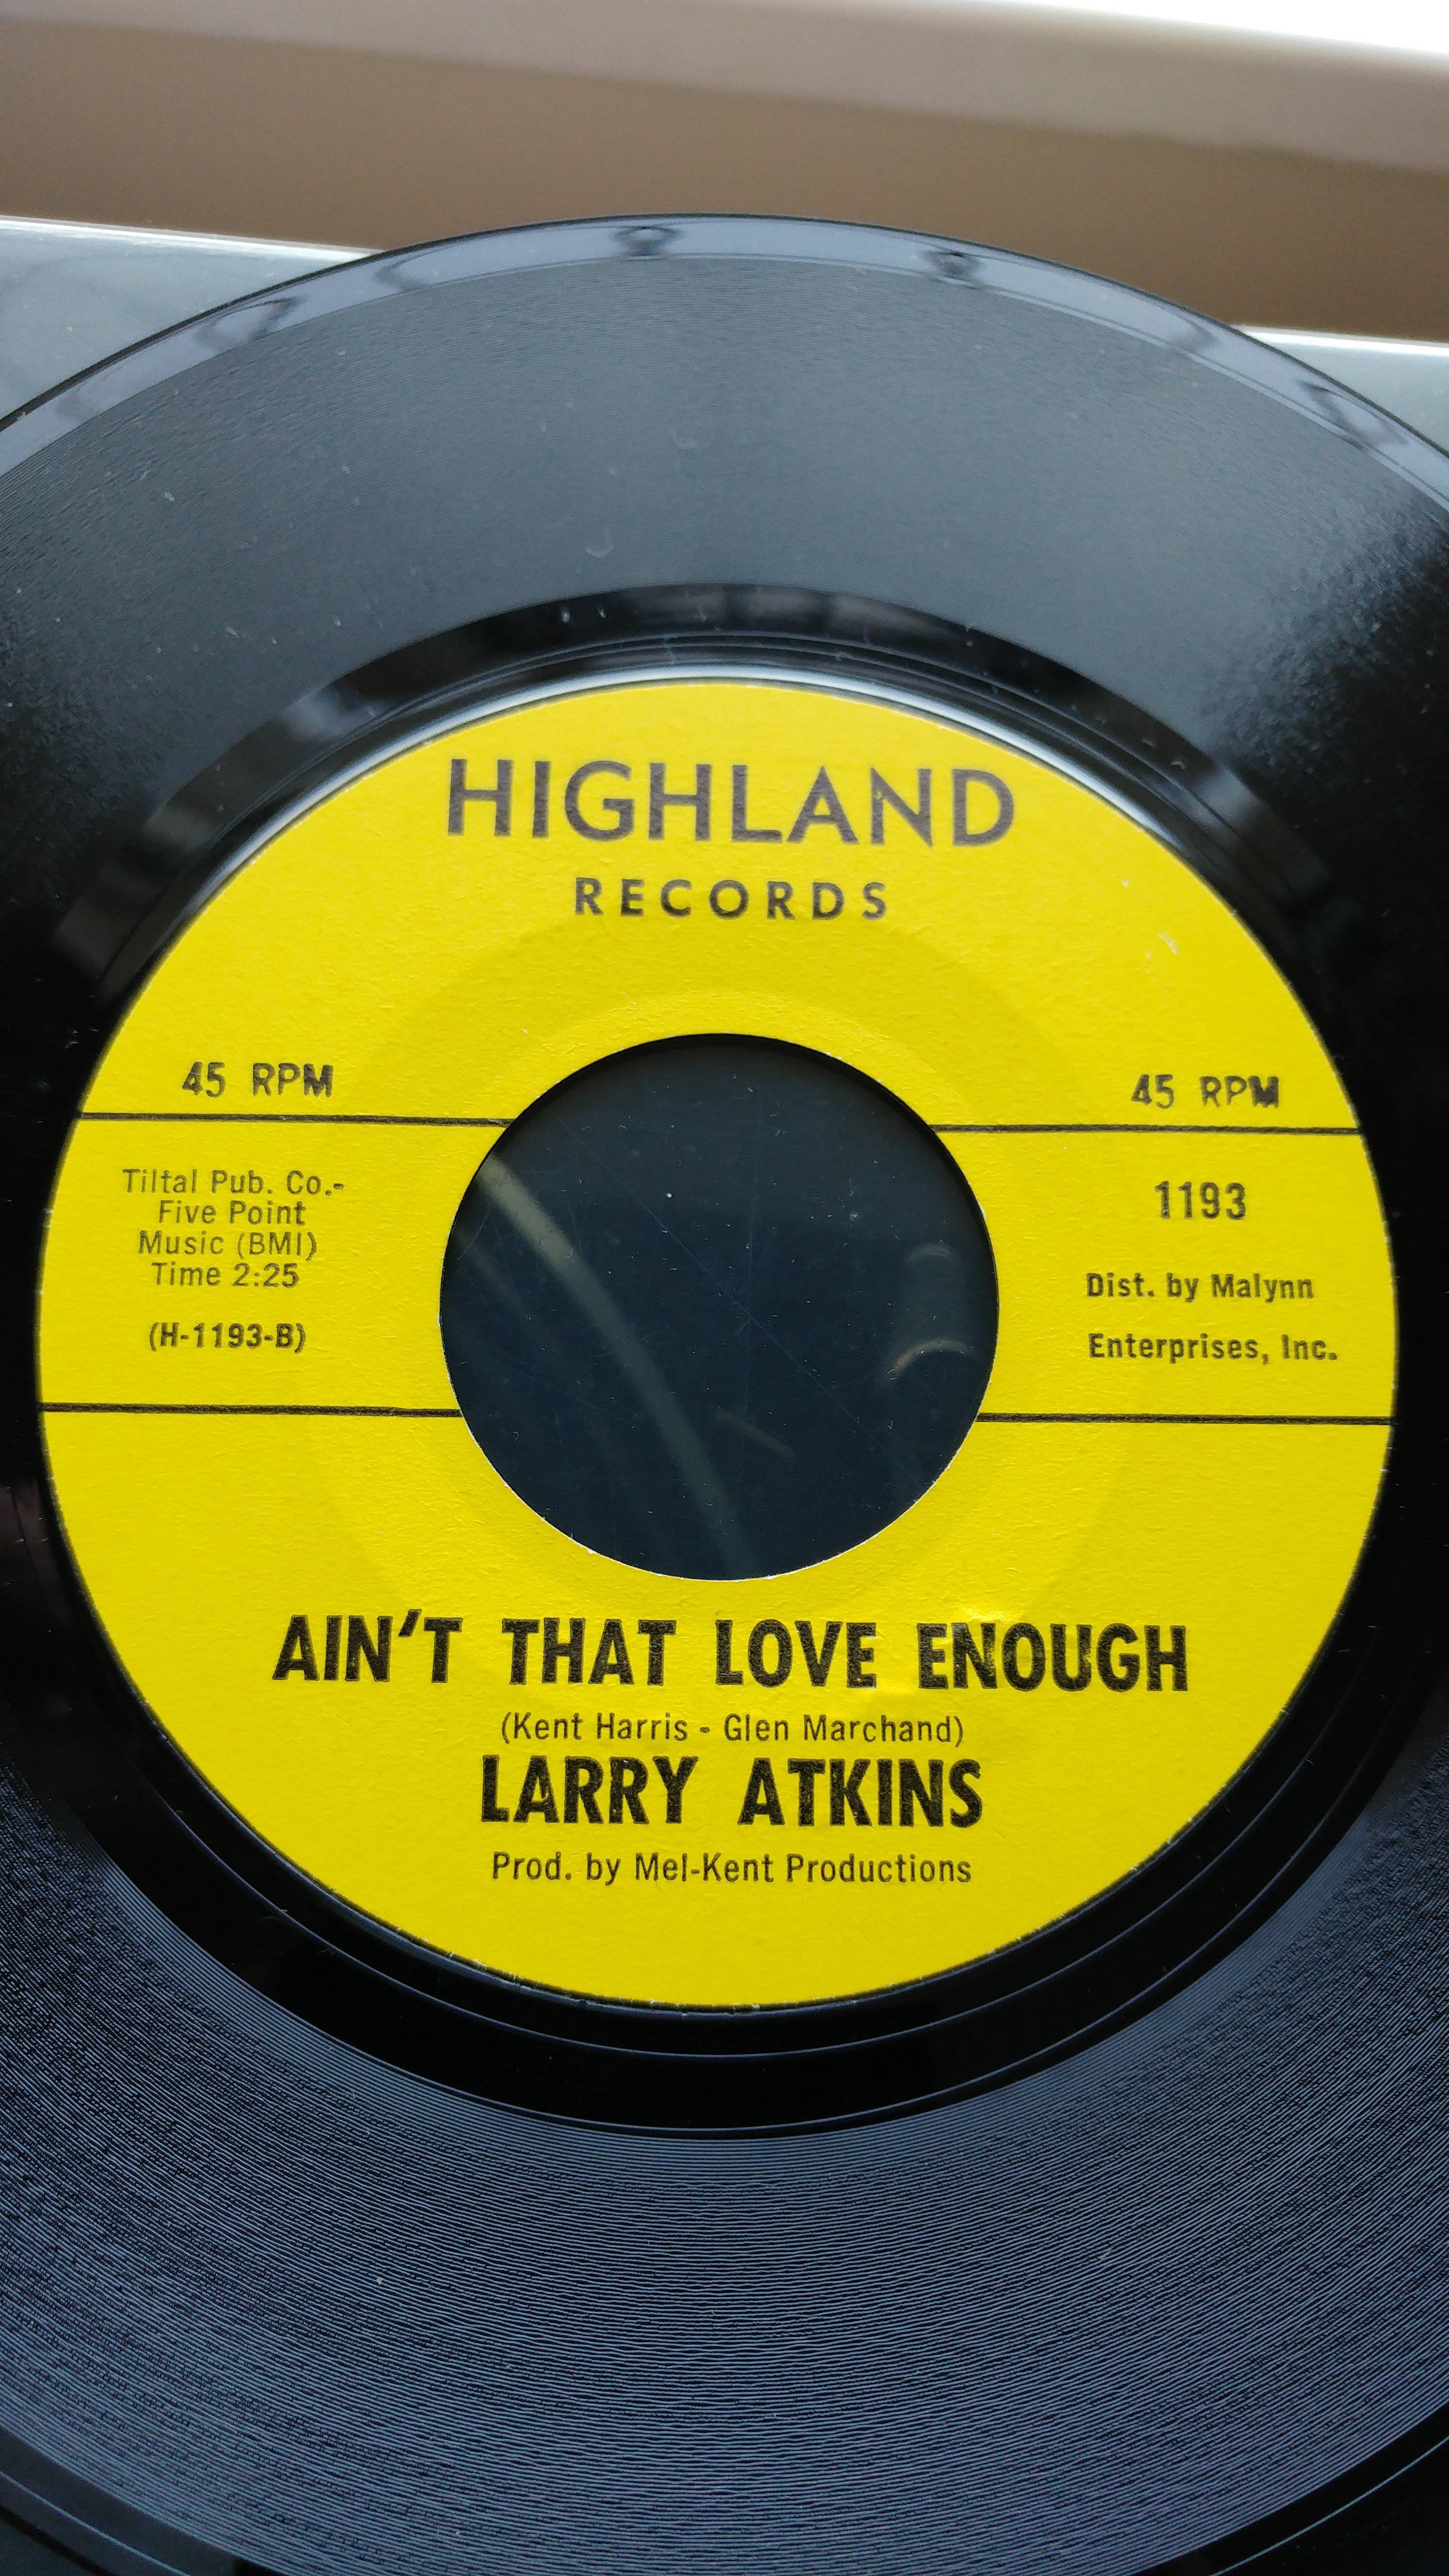 HIGHLAND
RECORDS
45 RPM
45 RPM
Tiltal Pub. Co.-
Five Point
Music (BMI)
Time 2:25
(H-1193-B)
1193
Dist. by Malynn
Enterprises, Inc.
AIN'T THAT LOVE ENOUGH
(Kent Harris - Glen Marchand)
LARRY ATKINS
Prod. by Mel-Kent Productions